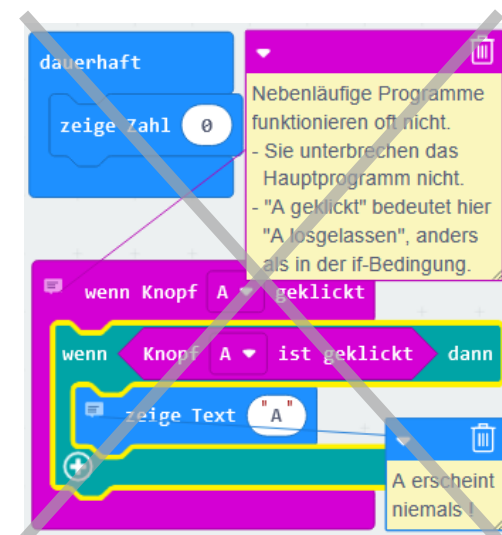 dauerhaft
zeige Zahl 0
Nebenläufige Programme
funktionieren oft nicht.
- Sie unterbrechen das
Hauptprogramm nicht.
- "A geklickt" bedeutet hier
"A losgelassen", anders
als in der if-Bedingung.
wenn Knopf A geklickt
wenn Knopf A ist geklickt dann
zeige Text "A"
A erscheint
niemals !